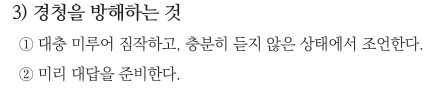 3) 경청을 방해하는 것
① 대충 미루어 짐작하고, 충분히 듣지 않은 상태에서 조언한다.
② 미리 대답을 준비한다.